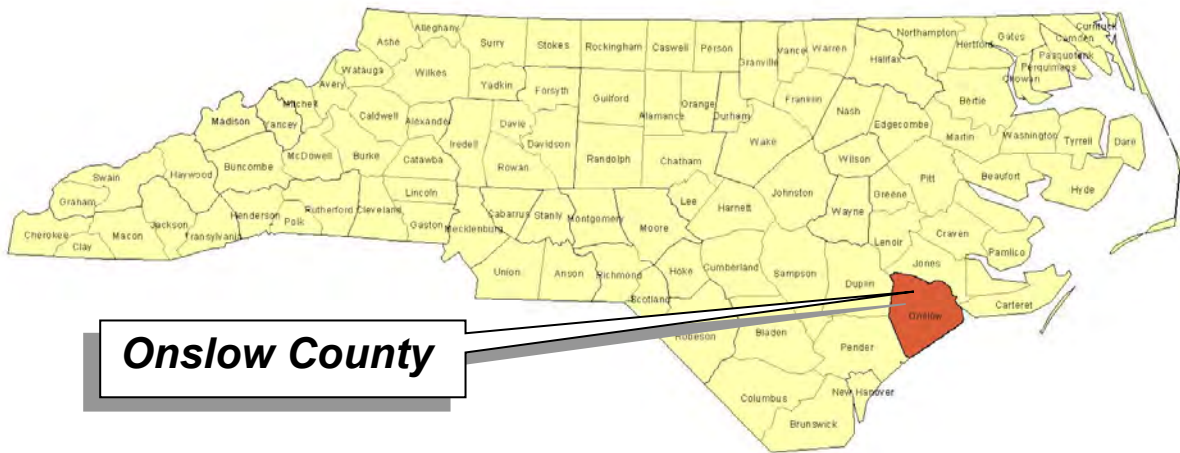 Alleghany
Ashe
Surry
Stokes
Rockingham
Caswell
Person
Granville
Vance
Warren
Northampton
Hertford
Gates
Currituck
Camden
Pasquotank
Perquimans
Chowan
Halifax
Watauga
Wilkes
Yadkin
Forsyth
Guilford
Alamance
Orange
Durham
Franklin
Nash
Bertie
Avery
Mitchell
Yancey
Madison
Caldwell
Alexander
Davie
Iredell
Davidson
Randolph
Chatham
Wake
Edgecombe
Martin
Washington
Tyrrell
Dare
Buncombe
McDowell
Burke
Catawba
Rowan
Wilson
Pitt
Beaufort
Hyde
Swain
Haywood
Graham
Lincoln
Lee
Harnett
Johnston
Wayne
Greene
Cherokee
Clay
Macon
Jackson
Transylvania
Henderson
Polk
Rutherford
Cleveland
Gaston
Mecklenburg
Cabarrus
Stanly
Montgomery
Moore
Lenoir
Craven
Pamlico
Union
Anson
Richmond
Scotland
Hoke
Cumberland
Sampson
Duplin
Jones
Carteret
Onslow
Onslow County
Robeson
Bladen
Pender
Columbus
New Hanover
Brunswick